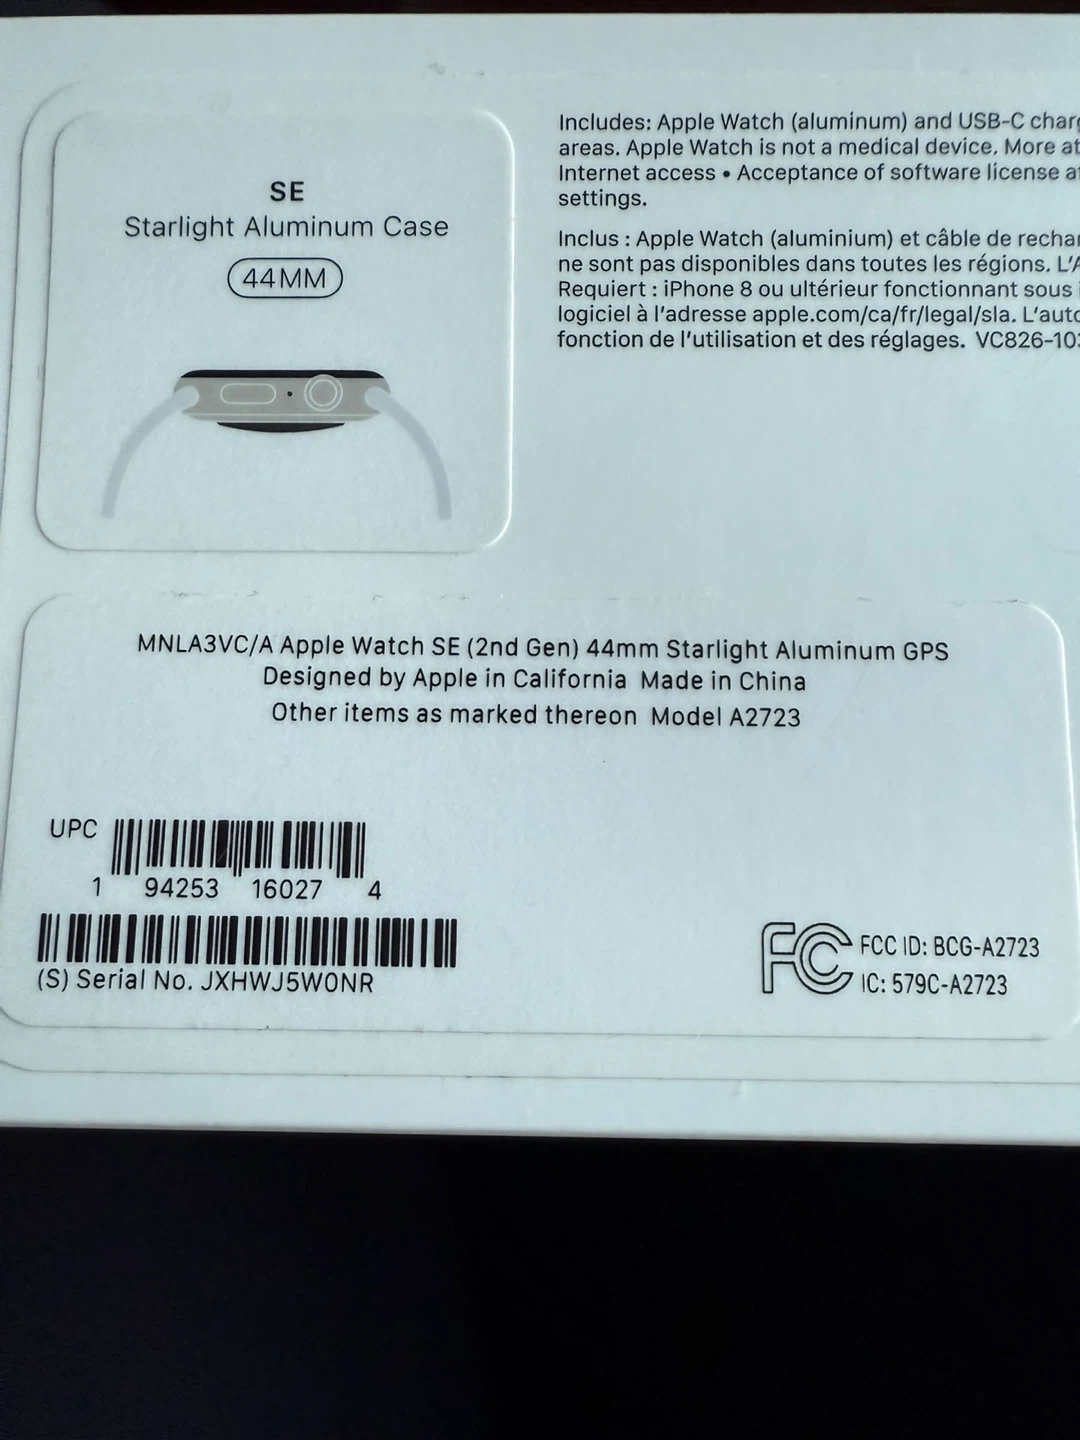 SE
Starlight Aluminum Case
44MM
Includes: Apple Watch (aluminum) and USB-C
areas. Apple Watch is not a medical device. More at
Internet access • Acceptance of software license
settings.
Inclus : Apple Watch (aluminium) et câble de
ne sont pas disponibles dans toutes les régions.
Requiert : iPhone 8 ou ultérieur fonctionnant sous
logiciel à l'adresse apple.com/ca/fr/legal/sla.
fonction de l'utilisation et des réglages.
MNLA3VC/A Apple Watch SE (2nd Gen) 44mm Starlight Aluminum GPS
Designed by Apple in California Made in China
Other items as marked thereon Model A2723
UPC
1 94253 16027 4
(S) Serial No. JXHWJ5W0NR
FC FCC ID: BCG-A2723
IC: 579C-A2723